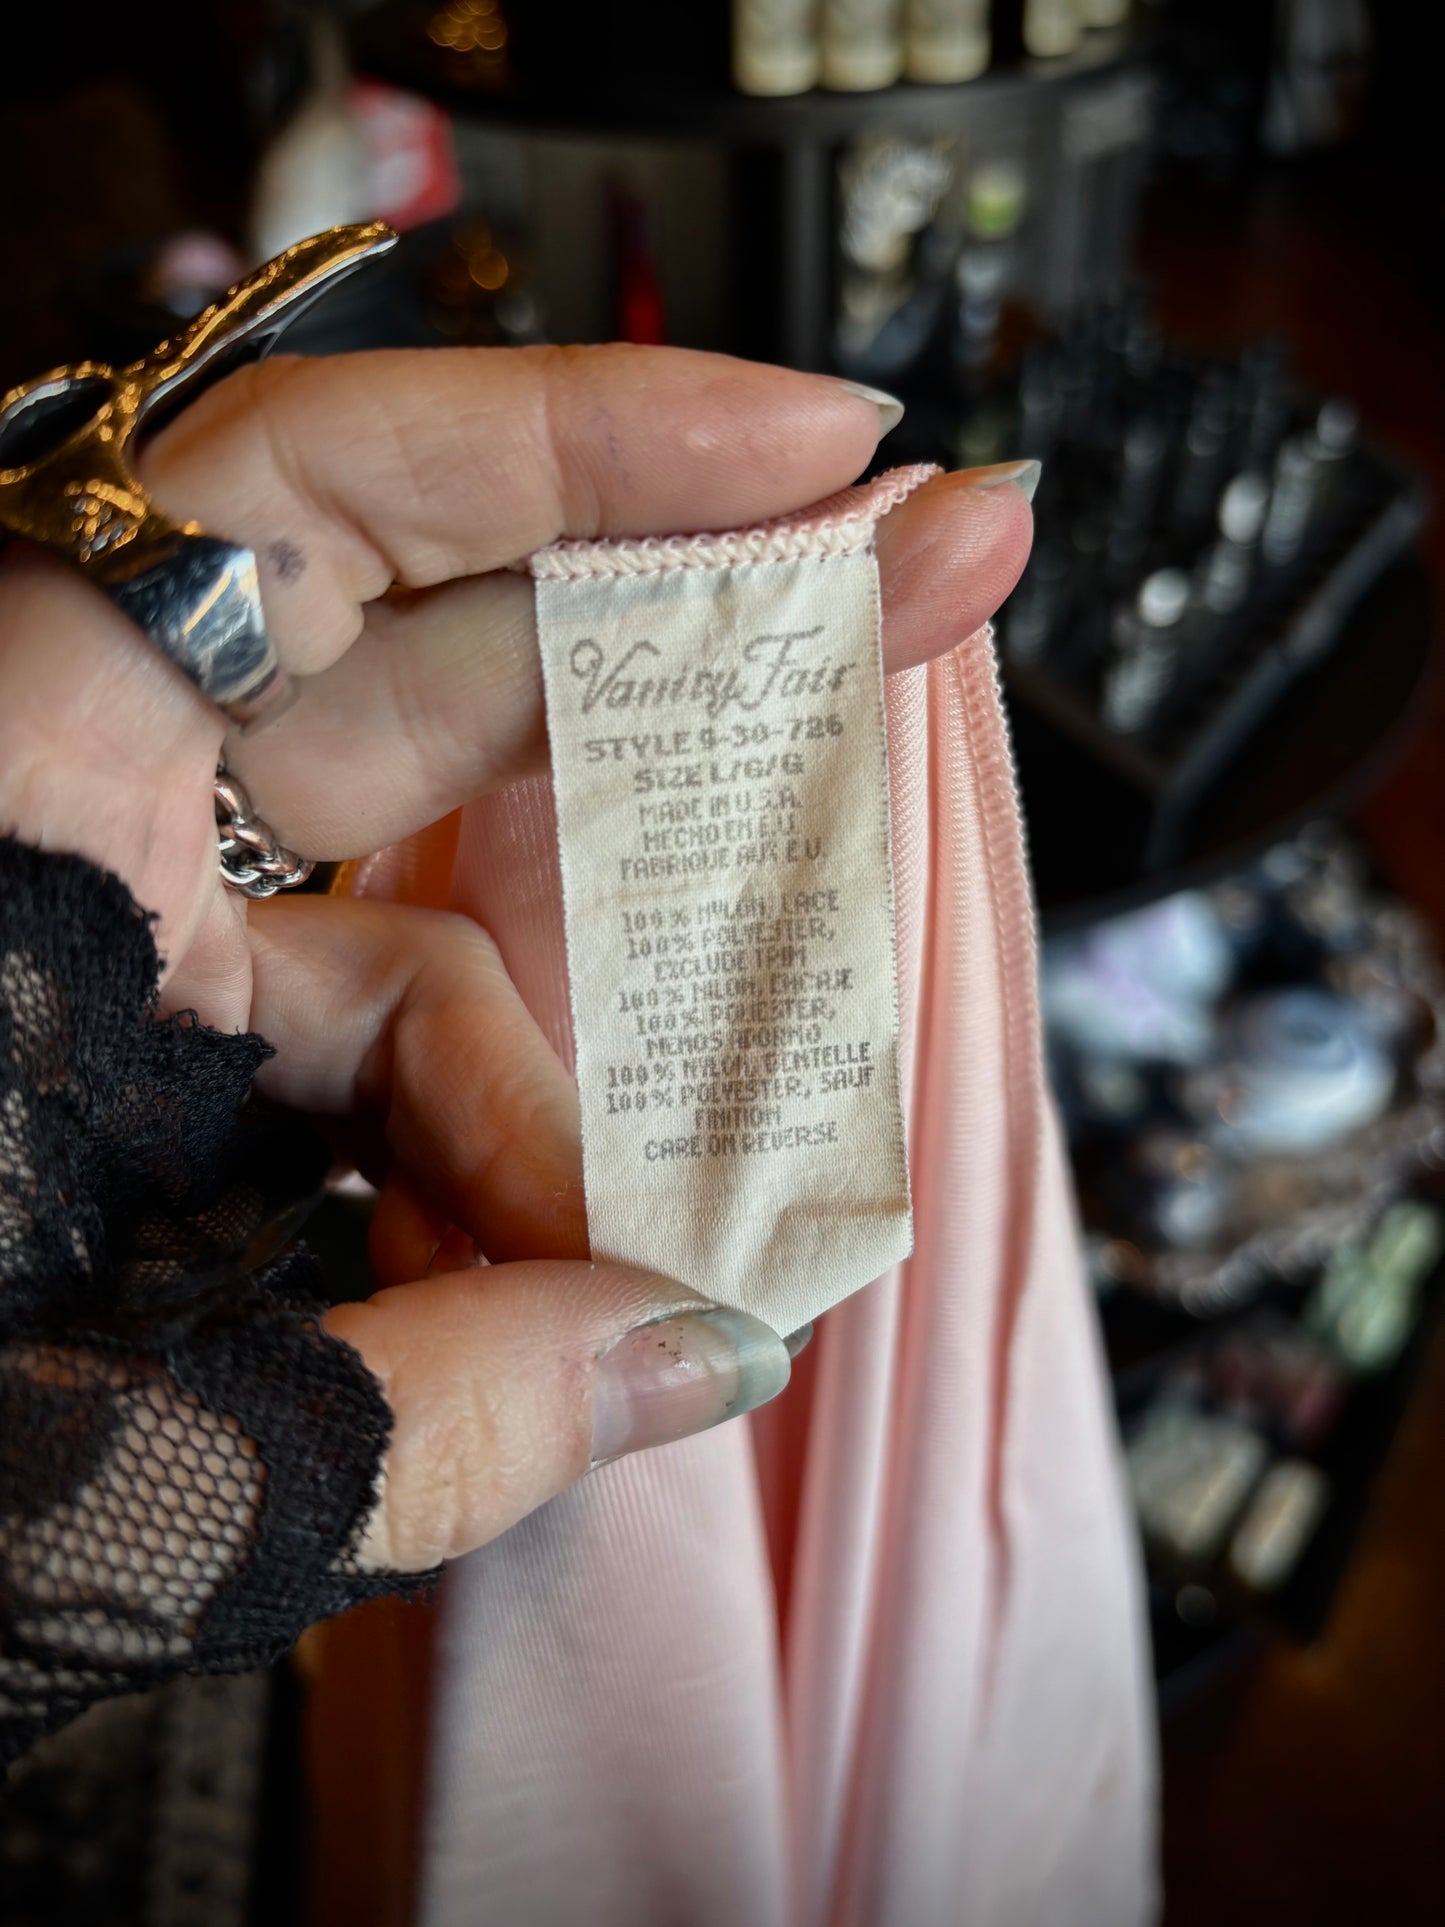 Vanity Fair
STYLE 9-30-726
SIZE L/G/G
MADE IN U.S.A.
HECHO EN E.U.
FABRIQUE AUX E.U.
100% NYLON, LACE
100% POLYESTER,
EXCLUDE TRIM
100% NILON, ENCAJE
100% POLIESTER,
MENOS ADORNO
100% NYLON, DENTELLE
100% POLYESTER, SAUF
FINITION
CARE ON REVERSE